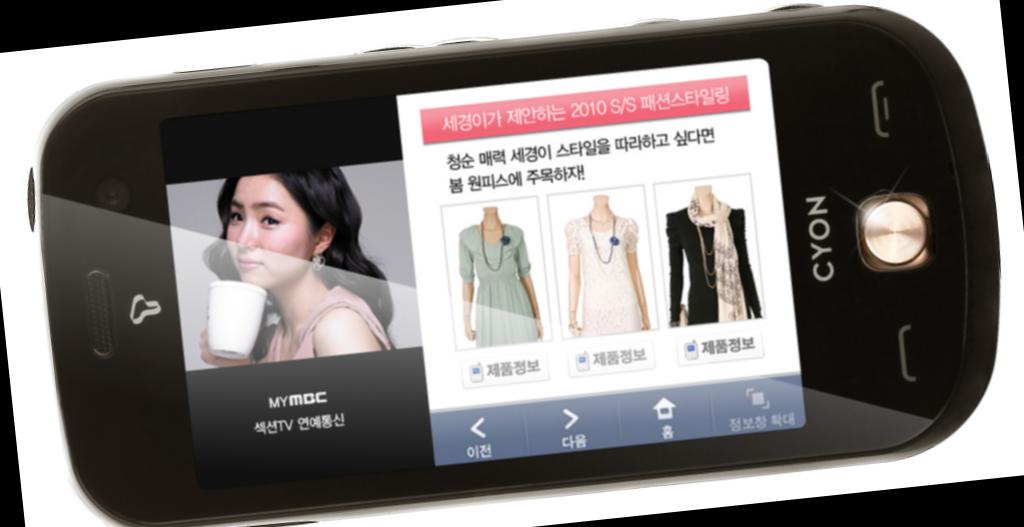 세경이가 제안하는 2010 S/S 패션스타일링
청순 매력 세경이 스타일을 따라하고 싶다면
봄 원피스에 주목하자!
제품정보
제품정보
제품정보
MYMBC
섹션TV 연예통신
이전
다음
홈
정보창 확대
CYON